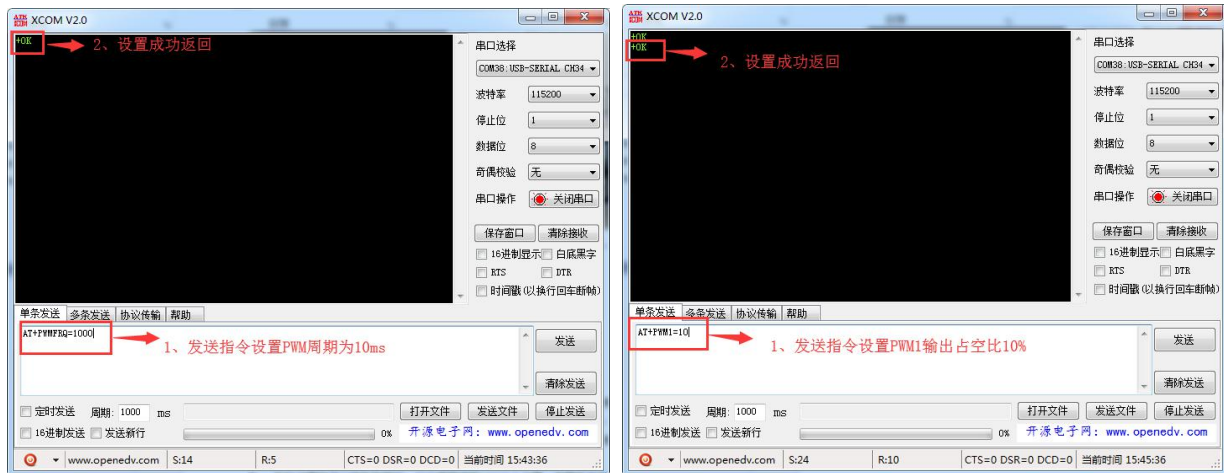 XCOM V2.0
+OK
2、设置成功返回
串口选择
COM38:USB-SERIAL CH34
波特率 115200
停止位 1
数据位 8
奇偶校验 无
串口操作 关闭串口
保存窗口 清除接收
16进制显示 白底黑字
RTS DTR
时间戳(以换行回车断帧)
单条发送 多条发送 协议传输 帮助
AT+PWMFRQ=1000
1、发送指令设置PWM周期为10ms
发送
清除发送
定时发送 周期: 1000 ms 打开文件 发送文件 停止发送
16进制发送 发送新行 0% 开源电子网: www.openedv.com
www.openedv.com S:14 R:5 CTS=0 DSR=0 DCD=0 当前时间 15:43:36
XCOM V2.0
+OK
+OK
2、设置成功返回
串口选择
COM38:USB-SERIAL CH34
波特率 115200
停止位 1
数据位 8
奇偶校验 无
串口操作 关闭串口
保存窗口 清除接收
16进制显示 白底黑字
RTS DTR
时间戳(以换行回车断帧)
单条发送 多条发送 协议传输 帮助
AT+PWM1=10
1、发送指令设置PWM1输出占空比10%
发送
清除发送
定时发送 周期: 1000 ms 打开文件 发送文件 停止发送
16进制发送 发送新行 0% 开源电子网: www.openedv.com
www.openedv.com S:24 R:10 CTS=0 DSR=0 DCD=0 当前时间 15:45:36